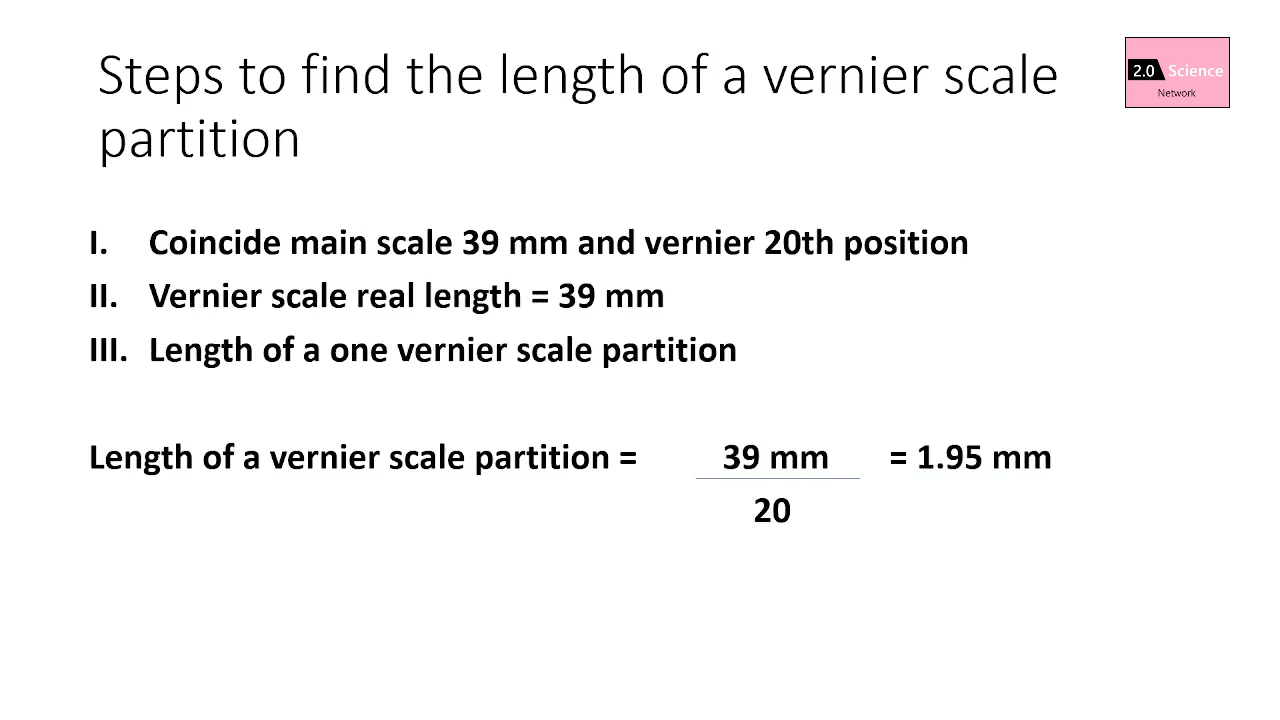 Steps to find the length of a vernier scale
partition
2.0 Science
Network
I. Coincide main scale 39 mm and vernier 20th position
II. Vernier scale real length = 39 mm
III. Length of a one vernier scale partition
Length of a vernier scale partition = 39 mm = 1.95 mm
20